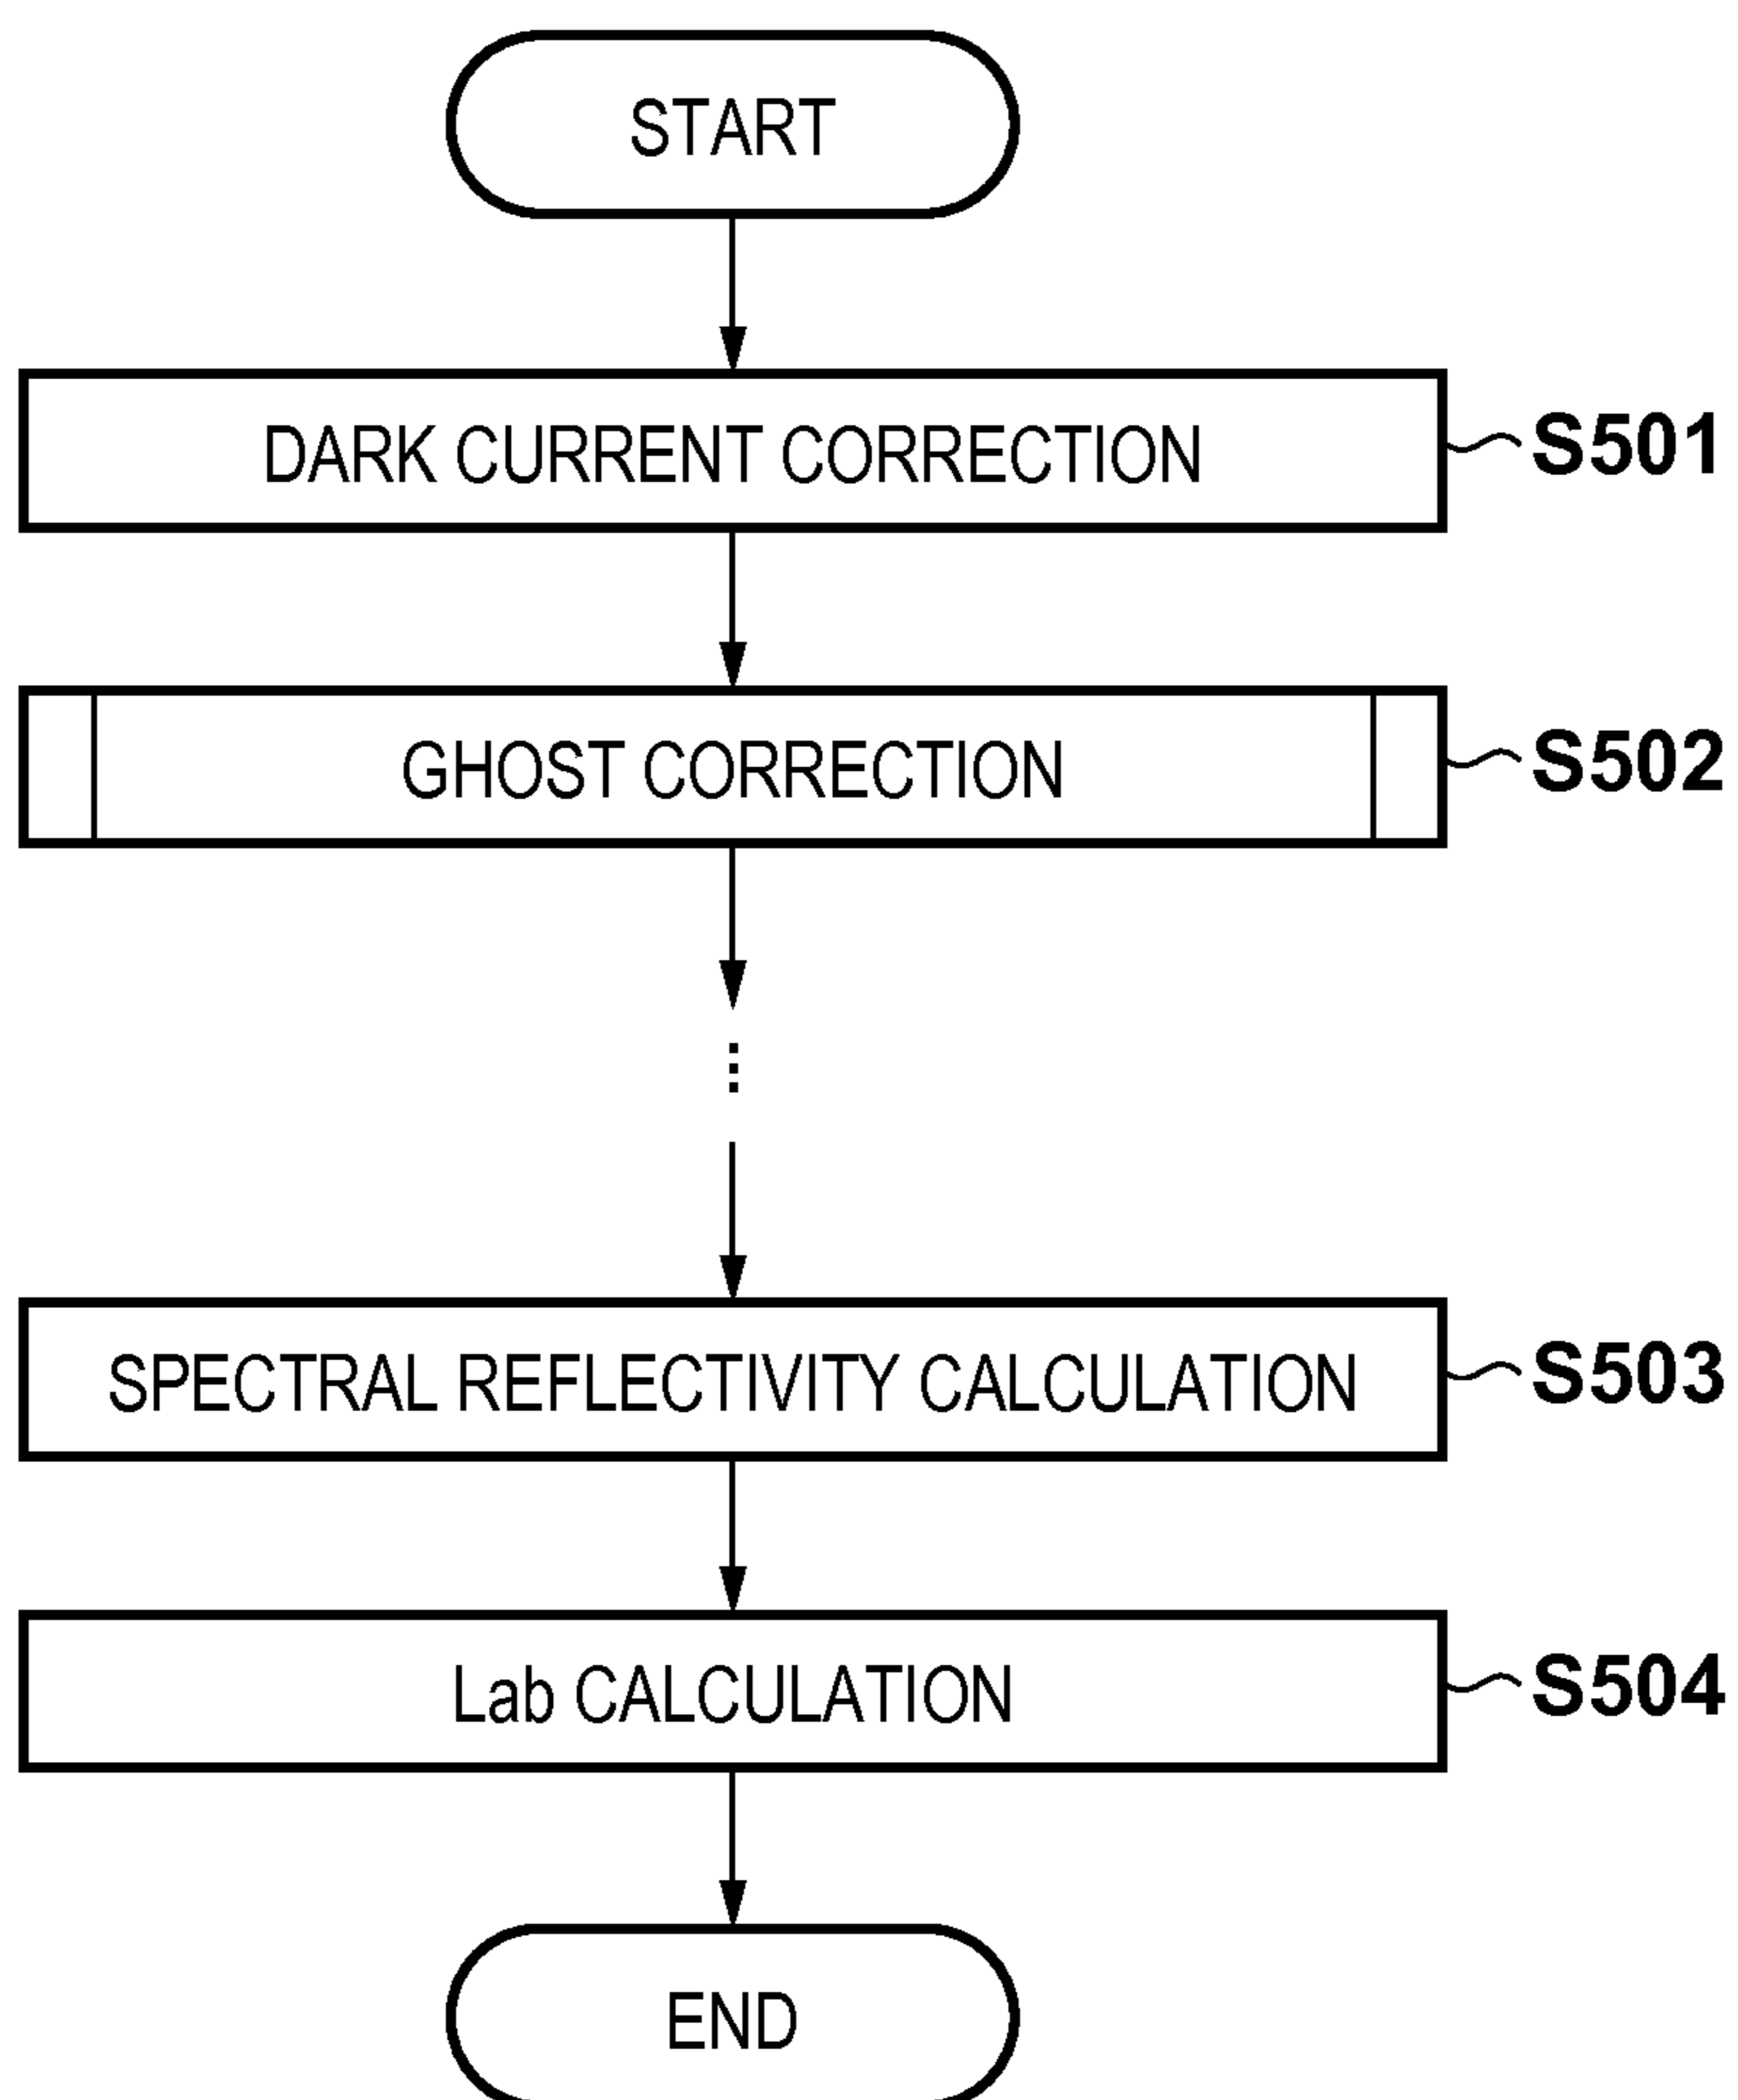 START
DARK CURRENT CORRECTION
S501
GHOST CORRECTION
S502
SPECTRAL REFLECTIVITY CALCULATION
S503
Lab CALCULATION
S504
END